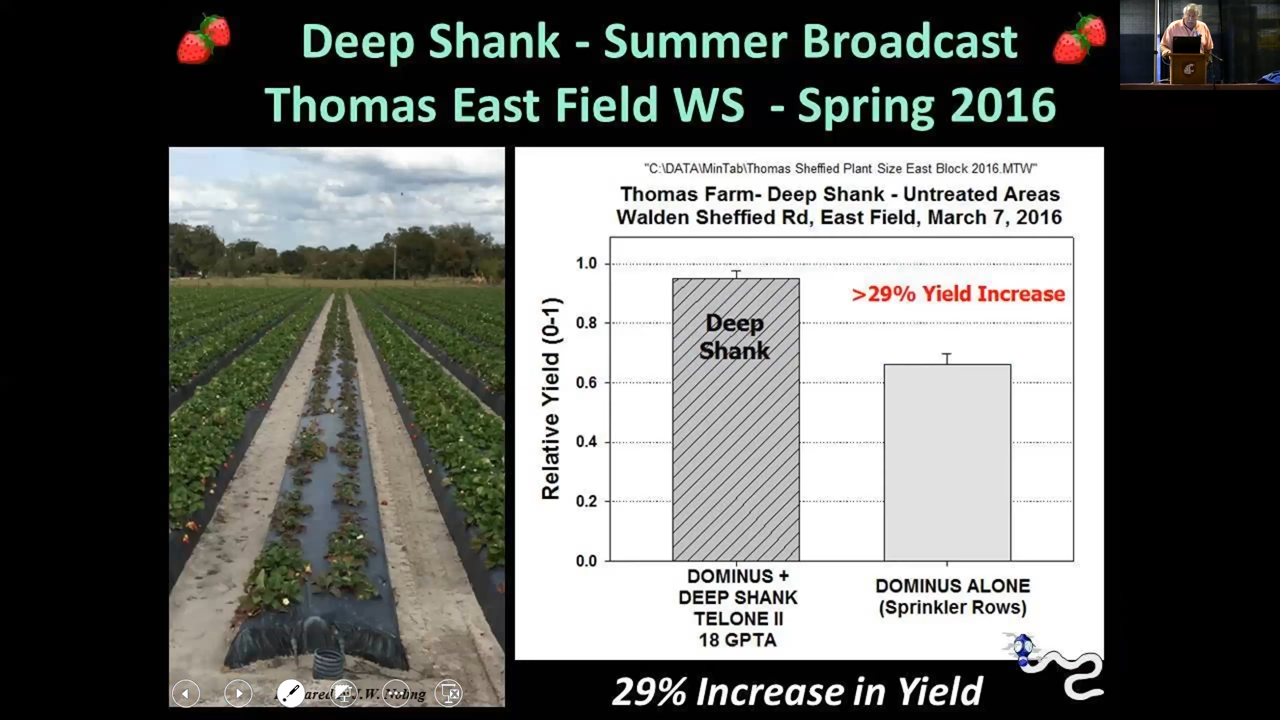 Deep Shank - Summer Broadcast
Thomas East Field WS - Spring 2016
"C:\DATA\MinTab\Thomas Sheffied Plant Size East Block 2016.MTW"
Thomas Farm- Deep Shank - Untreated Areas
Walden Sheffied Rd, East Field, March 7, 2016
Relative Yield (0-1)
1.0
0.8
0.6
0.4
0.2
0.0
>29% Yield Increase
Deep
Shank
DOMINUS +
DEEP SHANK
TELONE II
18 GPTA
DOMINUS ALONE
(Sprinkler Rows)
J.W. Noling
29% Increase in Yield